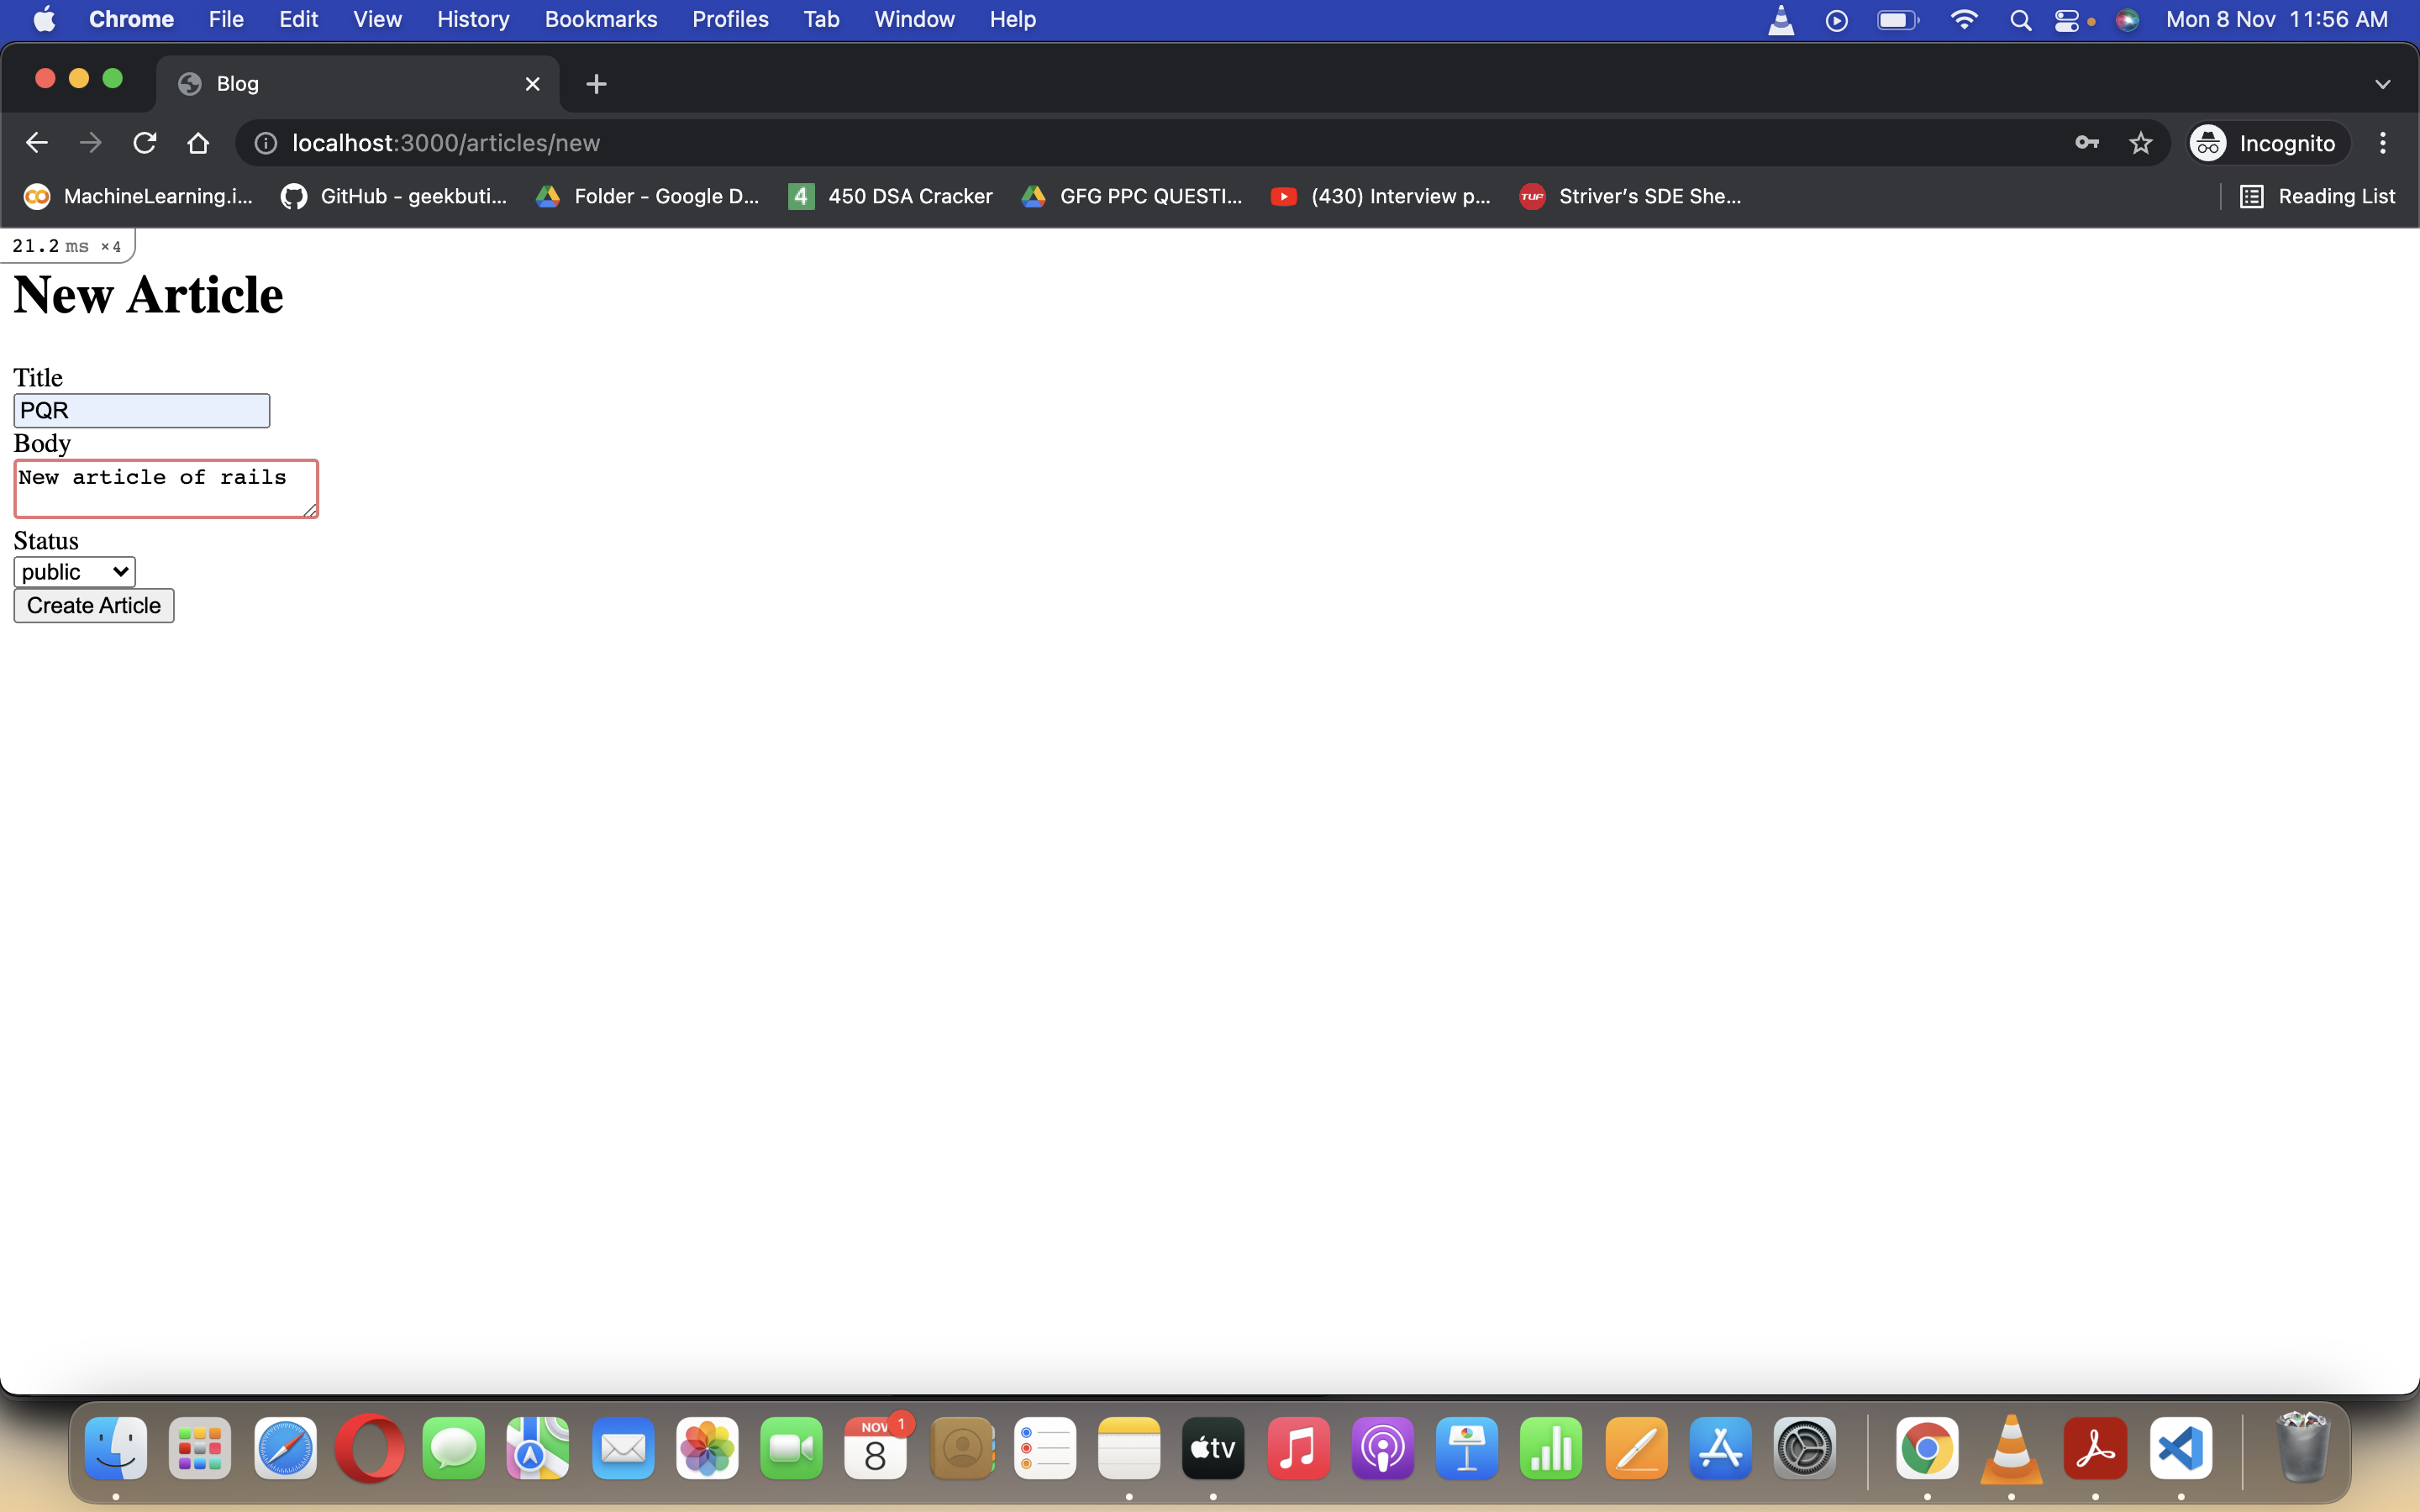 Chrome File Edit View History Bookmarks Profiles Tab Window Help Mon 8 Nov 11:56 AM
Blog
localhost:3000/articles/new Incognito
MachineLearning.i... GitHub - geekbuti... Folder - Google D... 4 450 DSA Cracker GFG PPC QUESTI... (430) Interview p... TUF Striver's SDE She... Reading List
21.2 ms ×4
New Article
Title
PQR
Body
New article of rails
Status
public
Create Article
NOV 1
8
tv